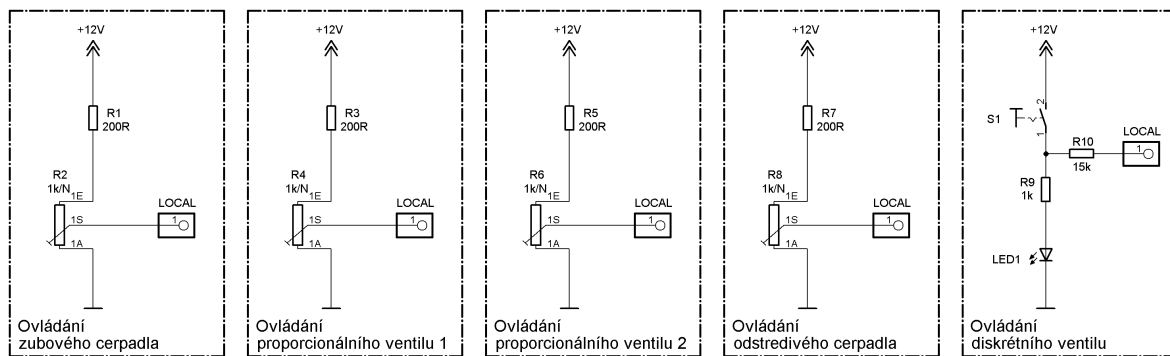 +12V
R1
200R
R2
1k/N
1E
1S
1A
LOCAL
1
Ovládání
zubového cerpadla
+12V
R3
200R
R4
1k/N
1E
1S
1A
LOCAL
1
Ovládání
proporcionálního ventilu 1
+12V
R5
200R
R6
1k/N
1E
1S
1A
LOCAL
1
Ovládání
proporcionálního ventilu 2
+12V
R7
200R
R8
1k/N
1E
1S
1A
LOCAL
1
Ovládání
odstredivého cerpadla
+12V
2
S1
1
R10
15k
LOCAL
1
R9
1k
LED1
Ovládání
diskrétního ventilu